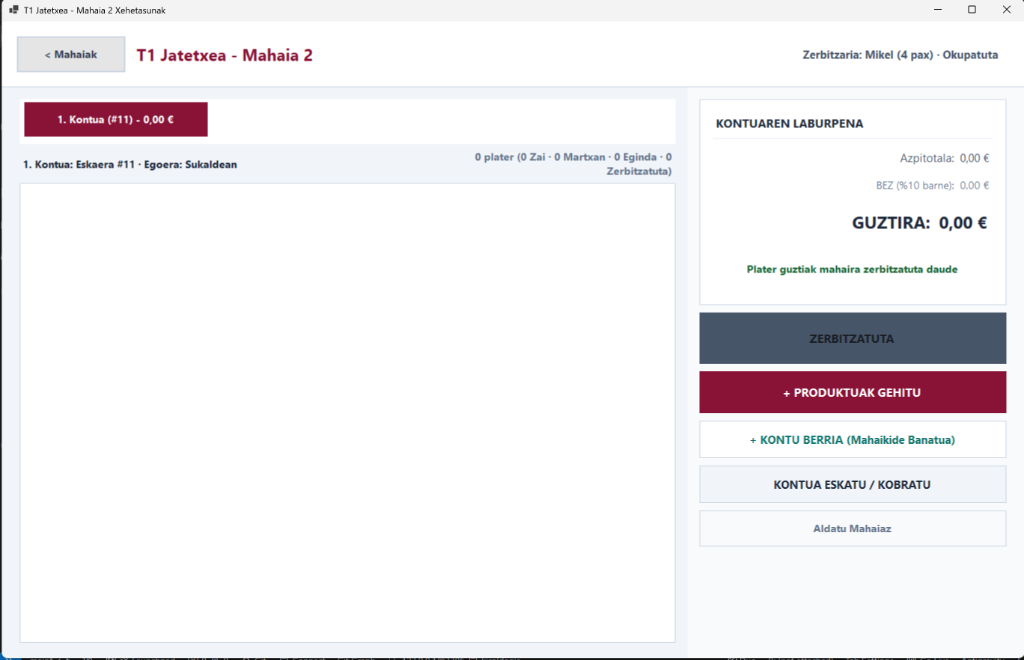 T1 Jatetxea - Mahaia 2 Xehetasunak
< Mahaiak
T1 Jatetxea - Mahaia 2
Zerbitzaria: Mikel (4 pax) · Okupatuta
1. Kontua (#11) - 0,00 €
1. Kontua: Eskaera #11 · Egoera: Sukaldean
0 plater (0 Zai · 0 Martxan · 0 Eginda · 0
Zerbitzatuta)
KONTUAREN LABURPENA
Azpitotala: 0,00 €
BEZ (%10 barne): 0,00 €
GUZTIRA: 0,00 €
Plater guztiak mahaira zerbitzatuta daude
ZERBITZATUTA
+ PRODUKTUAK GEHITU
+ KONTU BERRIA (Mahaikide Banatua)
KONTUA ESKATU / KOBRATU
Aldatu Mahaiaz